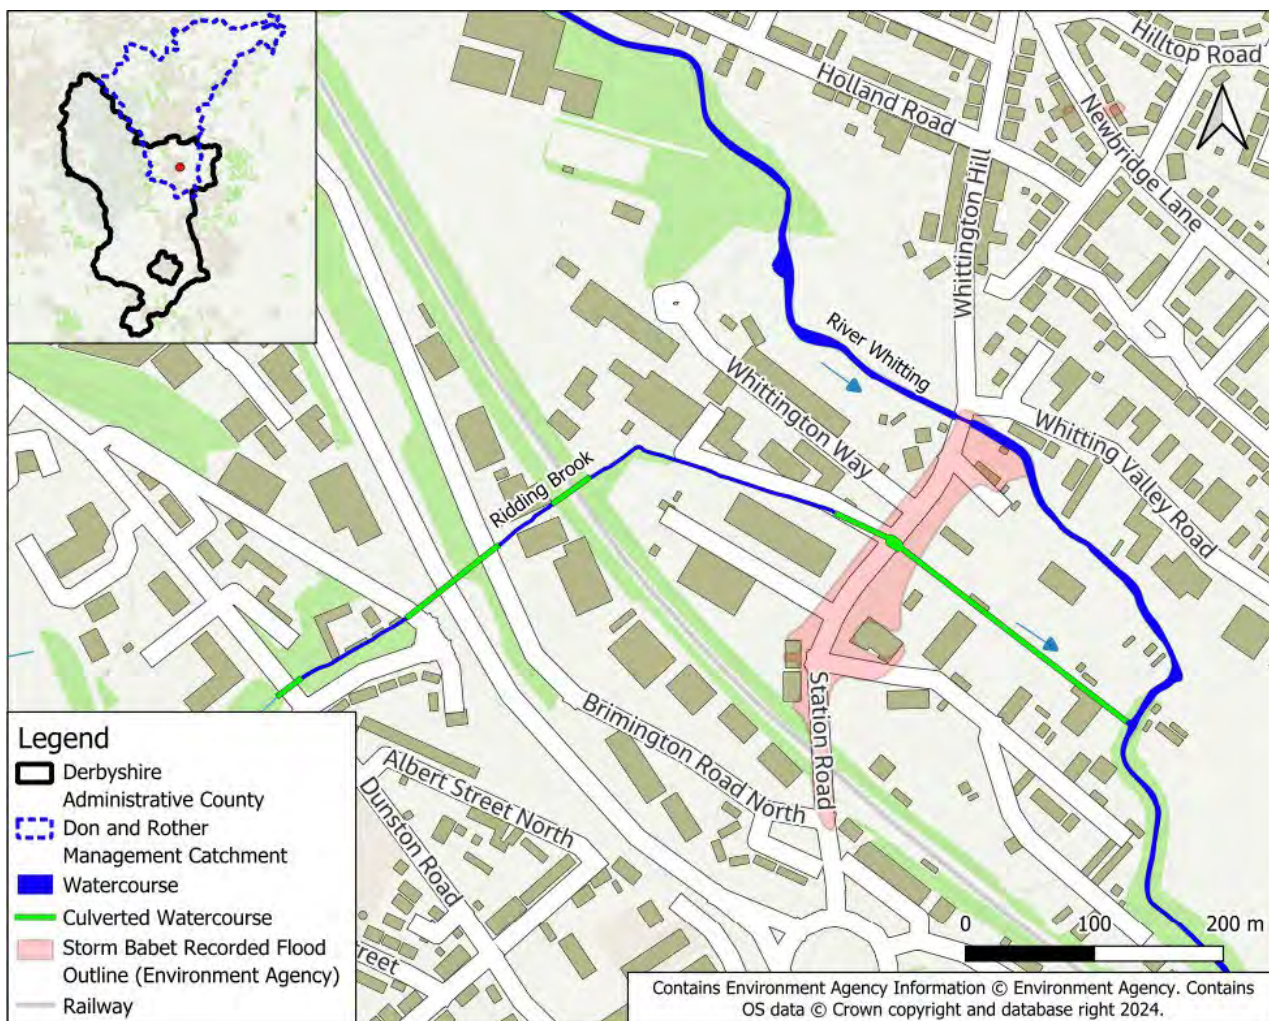 Hilltop Road
Holland Road
Newbridge Lane
Whittington Hill
River Whitting
Whittington Way
Whitting Valley Road
Ridding Brook
Station Road
Brimington Road North
Albert Street North
Dunston Road
treet
Legend
Derbyshire
Administrative County
Don and Rother
Management Catchment
Watercourse
Culverted Watercourse
Storm Babet Recorded Flood
Outline (Environment Agency)
Railway
0 100 200 m
Contains Environment Agency Information © Environment Agency. Contains
OS data © Crown copyright and database right 2024.